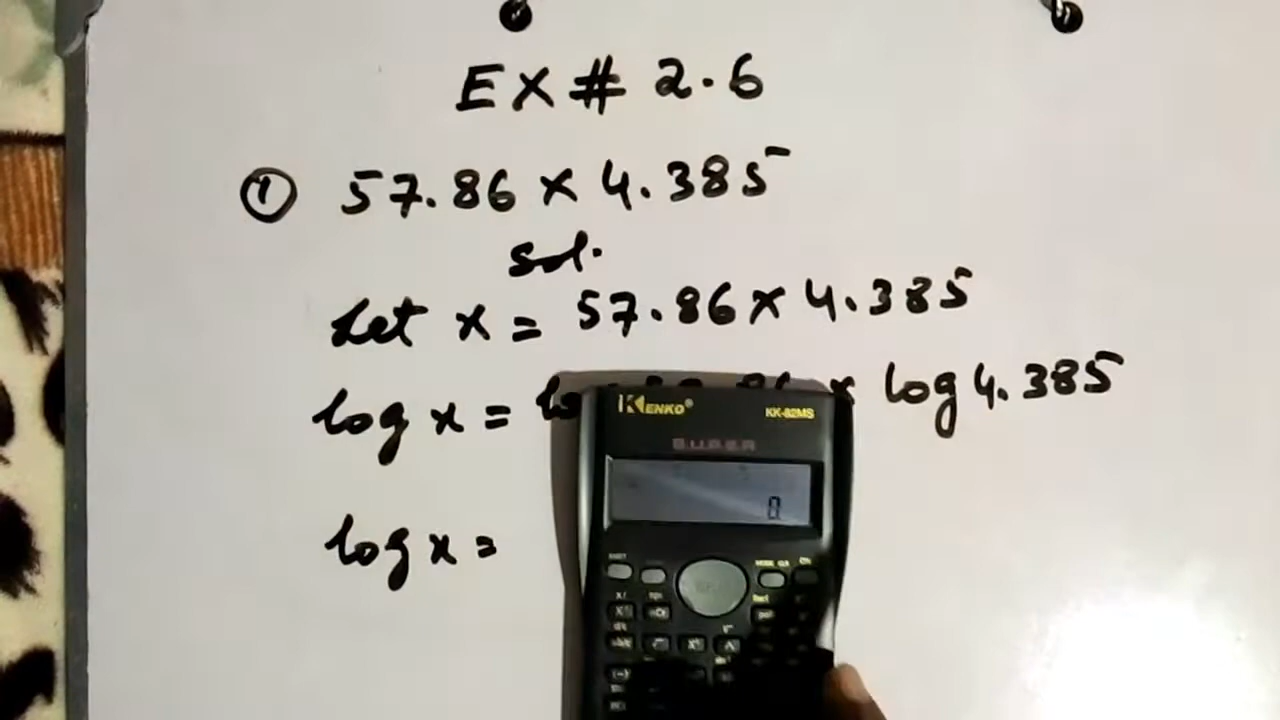 EX # 2.6
① 57.86 x 4.385
Sol.
Let x = 57.86 x 4.385
log x = x log 4.385
KENKO® KK-82MS
S.U.P.E.R
0.
log x =